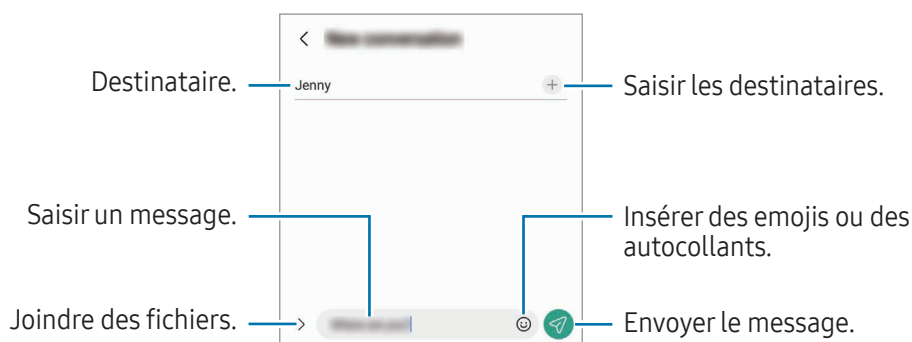 Destinataire.
Jenny
Saisir les destinataires.
Saisir un message.
Insérer des emojis ou des
autocollants.
Joindre des fichiers.
Envoyer le message.